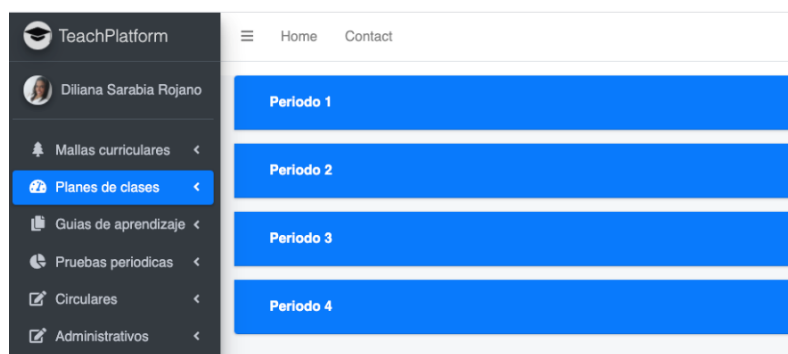 TeachPlatform
Home Contact
Diliana Sarabia Rojano
Mallas curriculares
Planes de clases
Guias de aprendizaje
Pruebas periodicas
Circulares
Administrativos
Periodo 1
Periodo 2
Periodo 3
Periodo 4